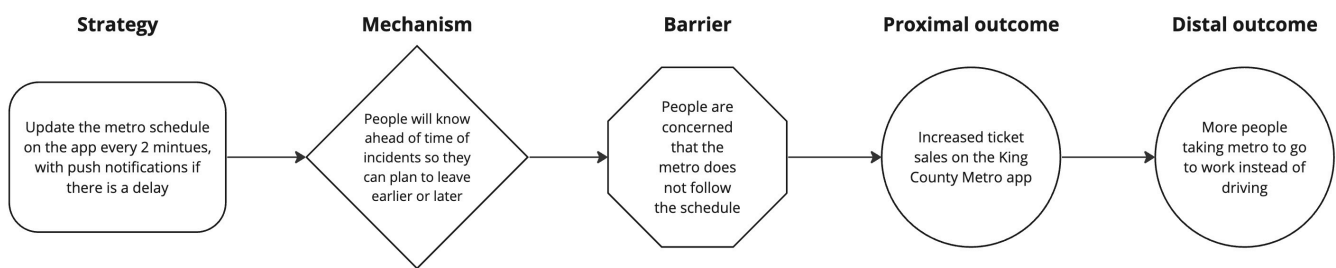 Strategy
Mechanism
Barrier
Proximal outcome
Distal outcome
Update the metro schedule
on the app every 2 mintues,
with push notifications if
there is a delay
People will know
ahead of time of
incidents so they
can plan to leave
earlier or later
People are
concerned
that the
metro does
not follow
the schedule
Increased ticket
sales on the King
County Metro app
More people
taking metro to go
to work instead of
driving